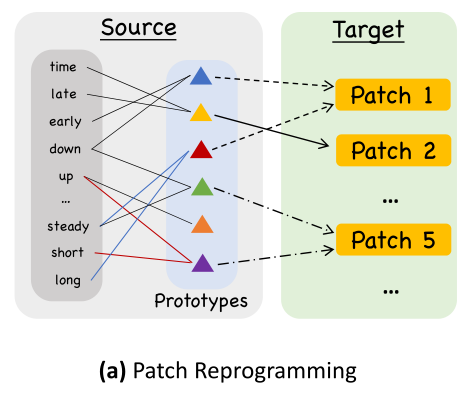 Source
time
late
early
down
up
...
steady
short
long
Prototypes
Target
Patch 1
Patch 2
...
Patch 5
...
(a) Patch Reprogramming